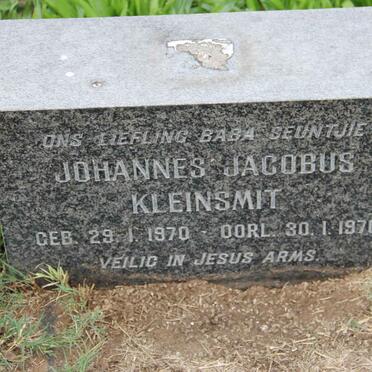 ONS LIEFLING BABA SEUNTJIE
JOHANNES JACOBUS
KLEINSMIT
GEB. 29.1.1970 - OORL. 30.1.1970
VEILIG IN JESUS ARMS.